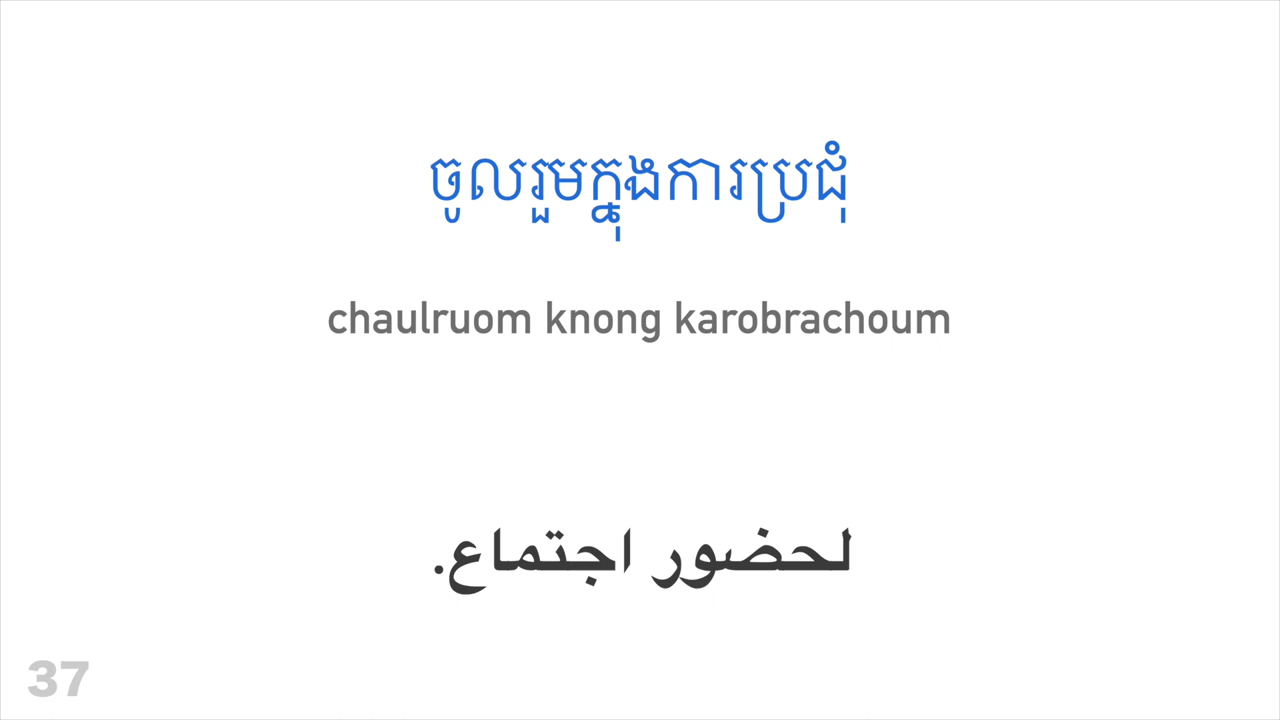 ចូលរួមក្នុងការប្រជុំ
chaulruom knong karobrachoum
لحضور اجتماع.
37